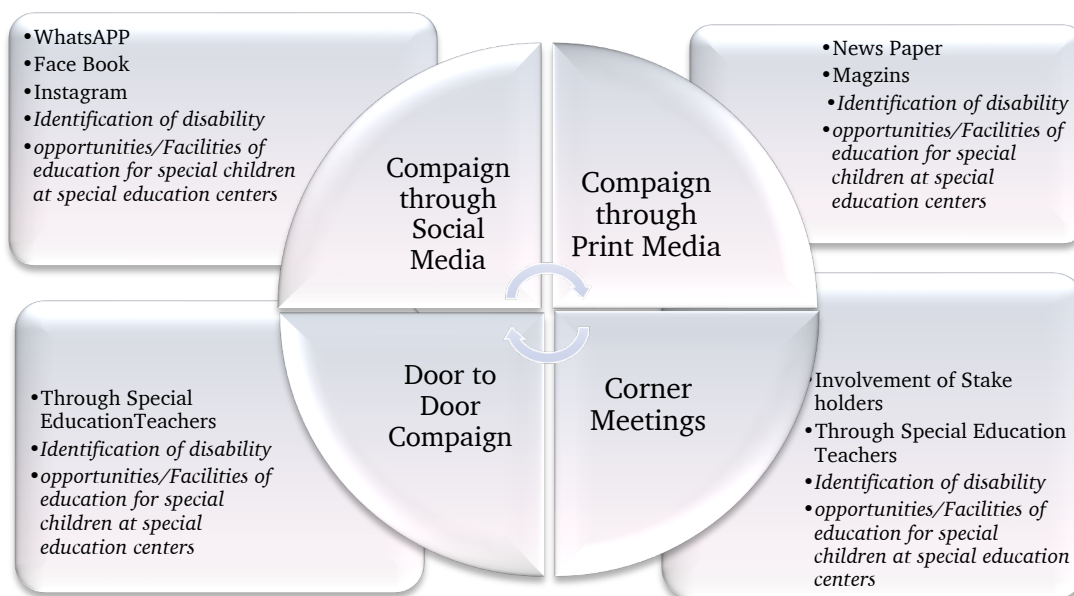 •WhatsAPP
•Face Book
•Instagram
•Identification of disability
•opportunities/Facilities of
education for special children
at special education centers
•News Paper
•Magzins
•Identification of disability
•opportunities/Facilities of
education for special
children at special
education centers
Compaign
through
Social
Media
Compaign
through
Print Media
Door to
Door
Compaign
Corner
Meetings
•Through Special
EducationTeachers
•Identification of disability
•opportunities/Facilities of
education for special
children at special
education centers
•Involvement of Stake
holders
•Through Special Education
Teachers
•Identification of disability
•opportunities/Facilities of
education for special
children at special education
centers